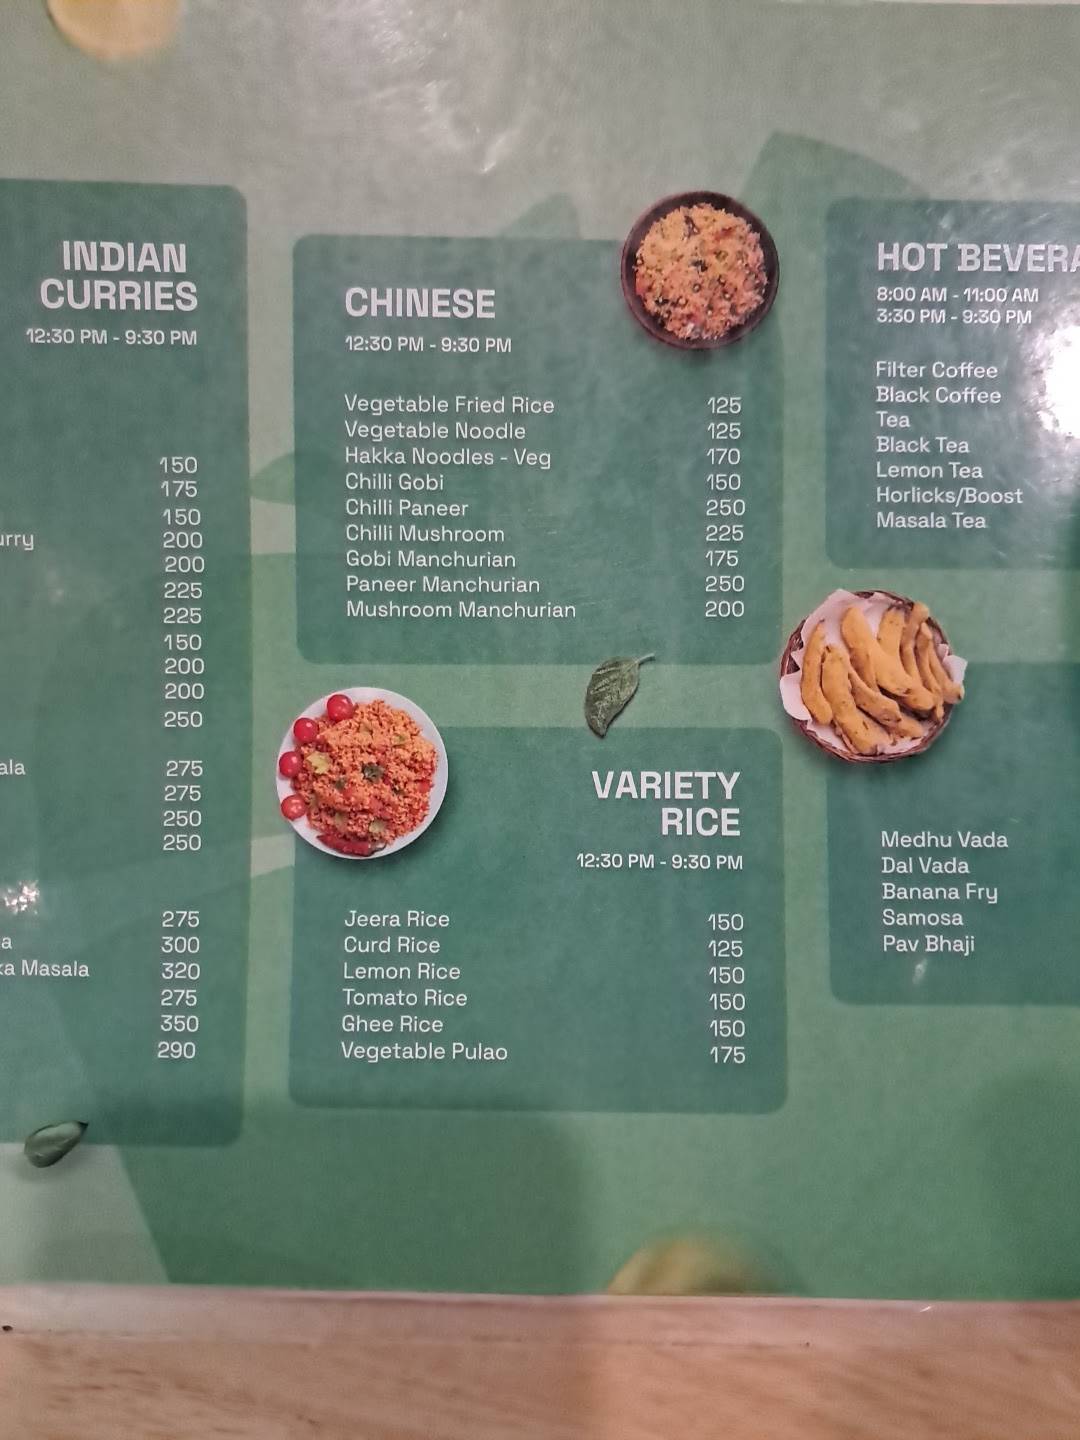 INDIAN
CURRIES
12:30 PM - 9:30 PM
150
175
150
urry 200
200
225
225
150
200
200
250
ala 275
275
250
250
275
a 300
ka Masala 320
275
350
290
CHINESE
12:30 PM - 9:30 PM
Vegetable Fried Rice 125
Vegetable Noodle 125
Hakka Noodles - Veg 170
Chilli Gobi 150
Chilli Paneer 250
Chilli Mushroom 225
Gobi Manchurian 175
Paneer Manchurian 250
Mushroom Manchurian 200
VARIETY
RICE
12:30 PM - 9:30 PM
Jeera Rice 150
Curd Rice 125
Lemon Rice 150
Tomato Rice 150
Ghee Rice 150
Vegetable Pulao 175
HOT BEVERA
8:00 AM - 11:00 AM
3:30 PM - 9:30 PM
Filter Coffee
Black Coffee
Tea
Black Tea
Lemon Tea
Horlicks/Boost
Masala Tea
Medhu Vada
Dal Vada
Banana Fry
Samosa
Pav Bhaji